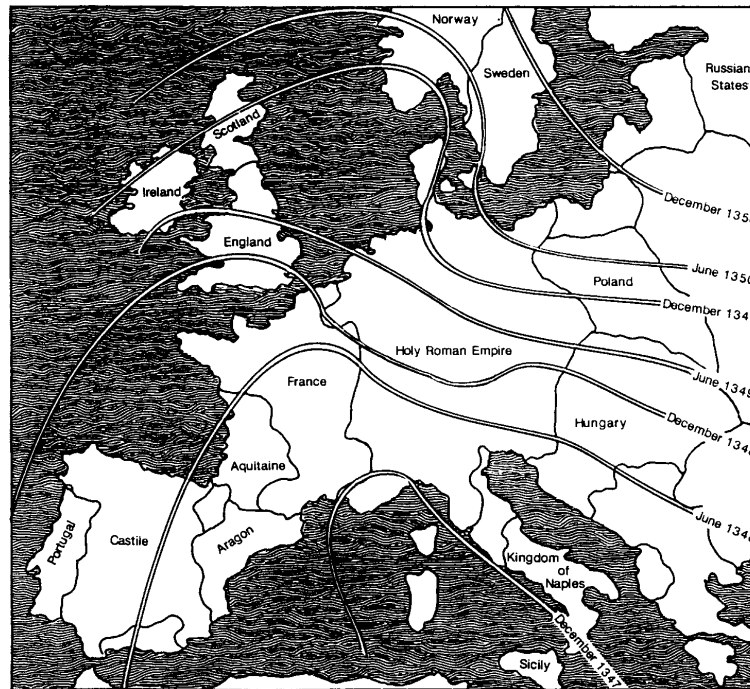 Norway
Sweden
Russian
States
Scotland
Ireland
December 135
England
June 1350
Poland
December 134
Holy Roman Empire
June 1349
France
December 134
Hungary
Aquitaine
June 134
Portugal
Castile
Aragon
Kingdom
of
Naples
December 1347
Sicily